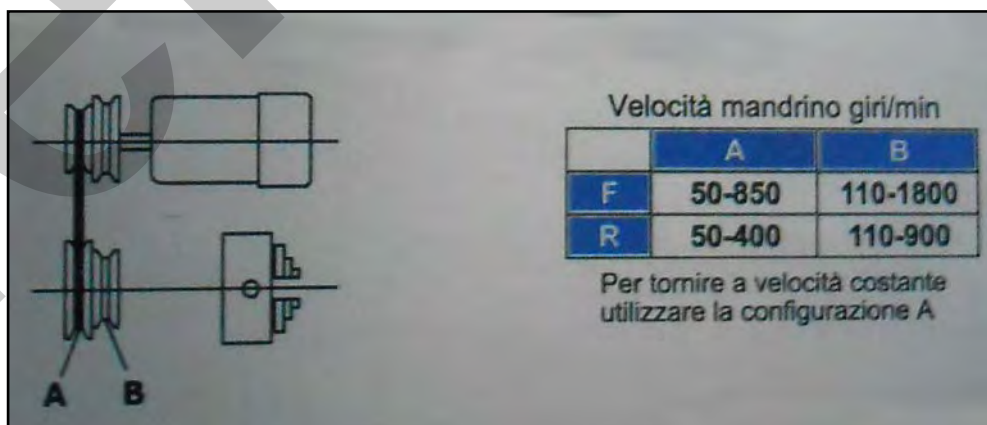 Velocità mandrino giri/min
A B
F 50-850 110-1800
R 50-400 110-900
Per tornire a velocità costante
utilizzare la configurazione A
A B